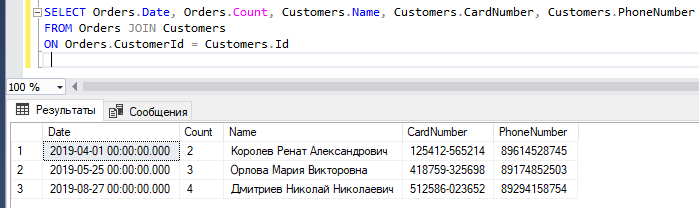 SELECT Orders.Date, Orders.Count, Customers.Name, Customers.CardNumber, Customers.PhoneNumber
FROM Orders JOIN Customers
ON Orders.CustomerId = Customers.Id
100 %
Результаты Сообщения
Date Count Name CardNumber PhoneNumber
1 2019-04-01 00:00:00.000 2 Королев Ренат Александрович 125412-565214 89614528745
2 2019-05-25 00:00:00.000 3 Орлова Мария Викторовна 418759-325698 89174852503
3 2019-08-27 00:00:00.000 4 Дмитриев Николай Николаевич 512586-023652 89294158754